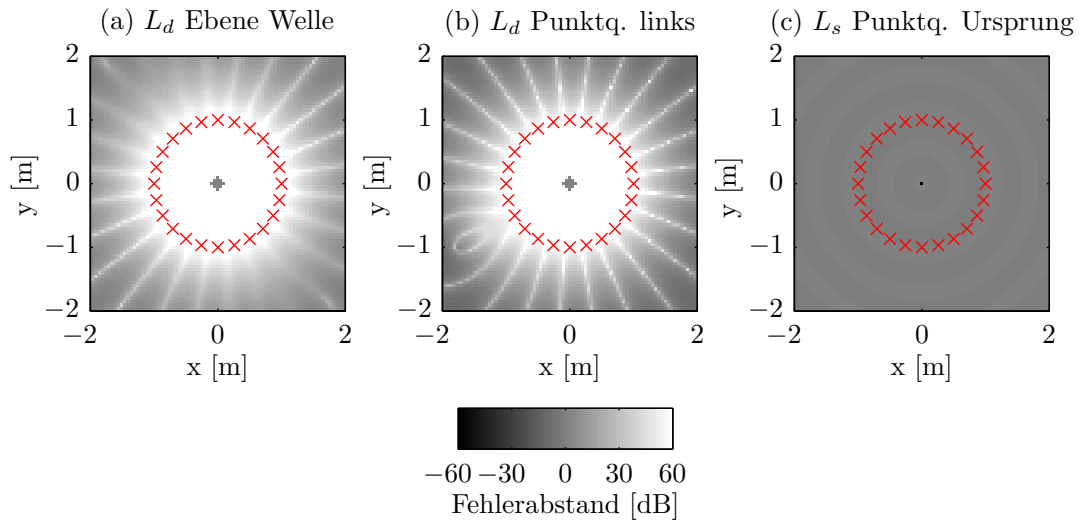 (a) L_d Ebene Welle
(b) L_d Punktq. links
(c) L_s Punktq. Ursprung
2
1
0
−1
−2
y [m]
−2 0 2
x [m]
2
1
0
−1
−2
y [m]
−2 0 2
x [m]
2
1
0
−1
−2
y [m]
−2 0 2
x [m]
−60 −30 0 30 60
Fehlerabstand [dB]